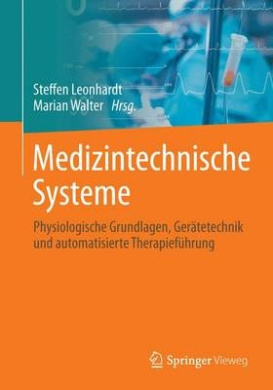 Steffen Leonhardt
Marian Walter Hrsg.
Medizintechnische
Systeme
Physiologische Grundlagen, Gerätetechnik
und automatisierte Therapieführung
Springer Vieweg